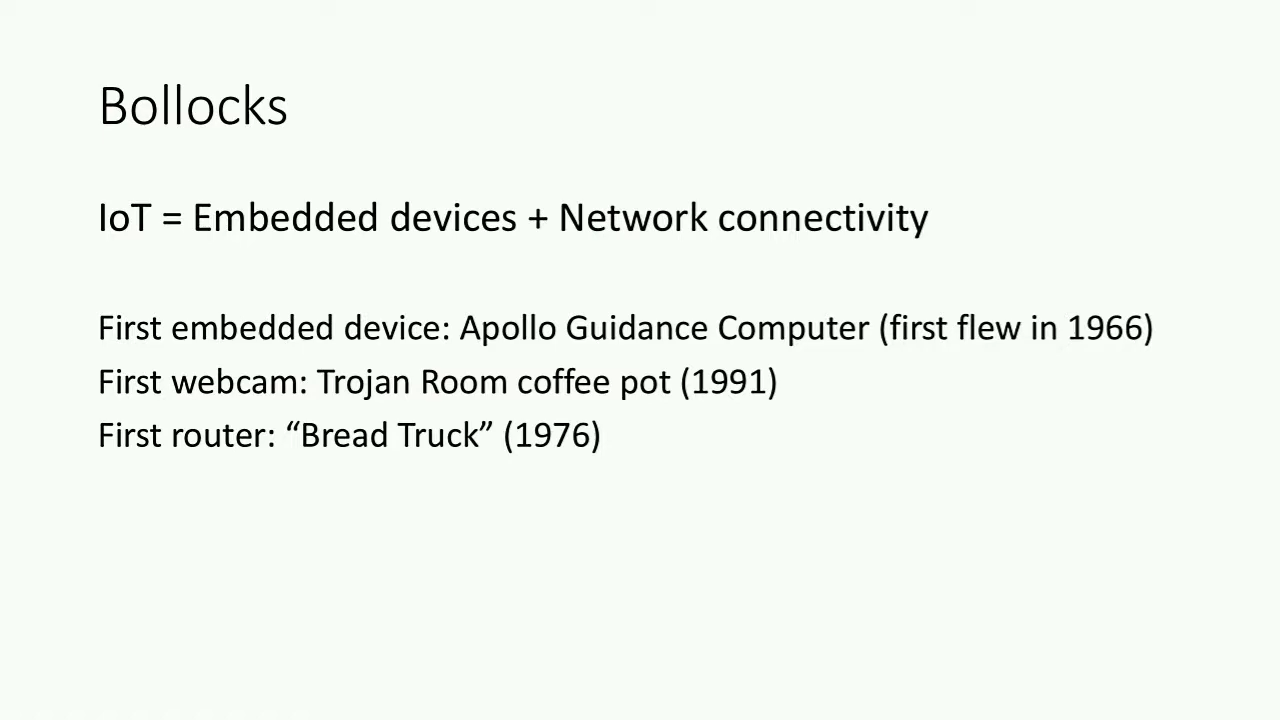 Bollocks
IoT = Embedded devices + Network connectivity
First embedded device: Apollo Guidance Computer (first flew in 1966)
First webcam: Trojan Room coffee pot (1991)
First router: “Bread Truck” (1976)